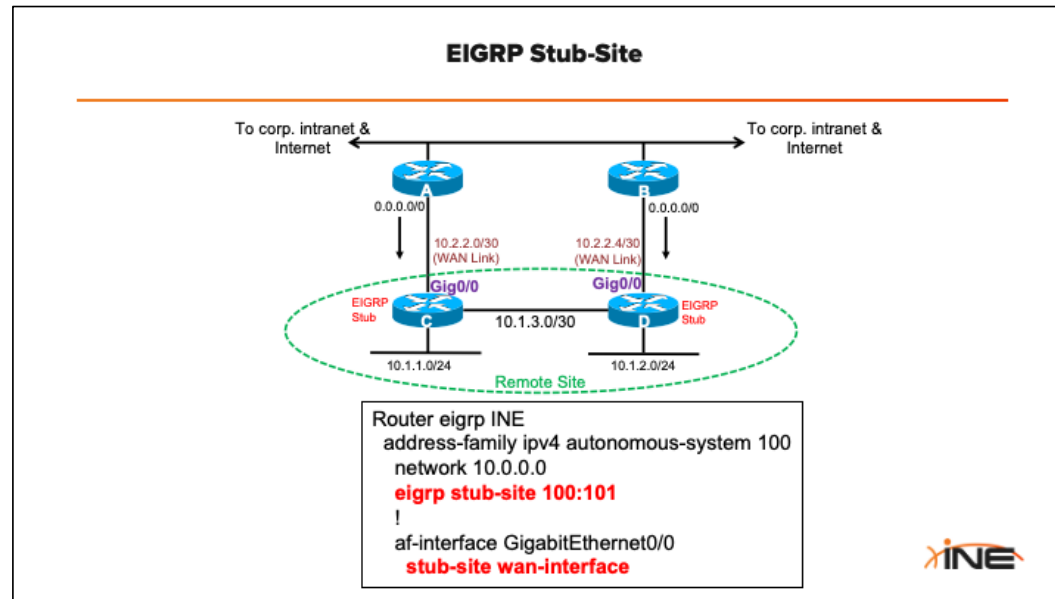 EIGRP Stub-Site
To corp. intranet &
Internet
To corp. intranet &
Internet
A
B
0.0.0.0/0
0.0.0.0/0
10.2.2.0/30
(WAN Link)
10.2.2.4/30
(WAN Link)
Gig0/0
Gig0/0
EIGRP
Stub
C
10.1.3.0/30
D
EIGRP
Stub
10.1.1.0/24
10.1.2.0/24
Remote Site
Router eigrp INE
address-family ipv4 autonomous-system 100
network 10.0.0.0
eigrp stub-site 100:101
!
af-interface GigabitEthernet0/0
stub-site wan-interface
INE